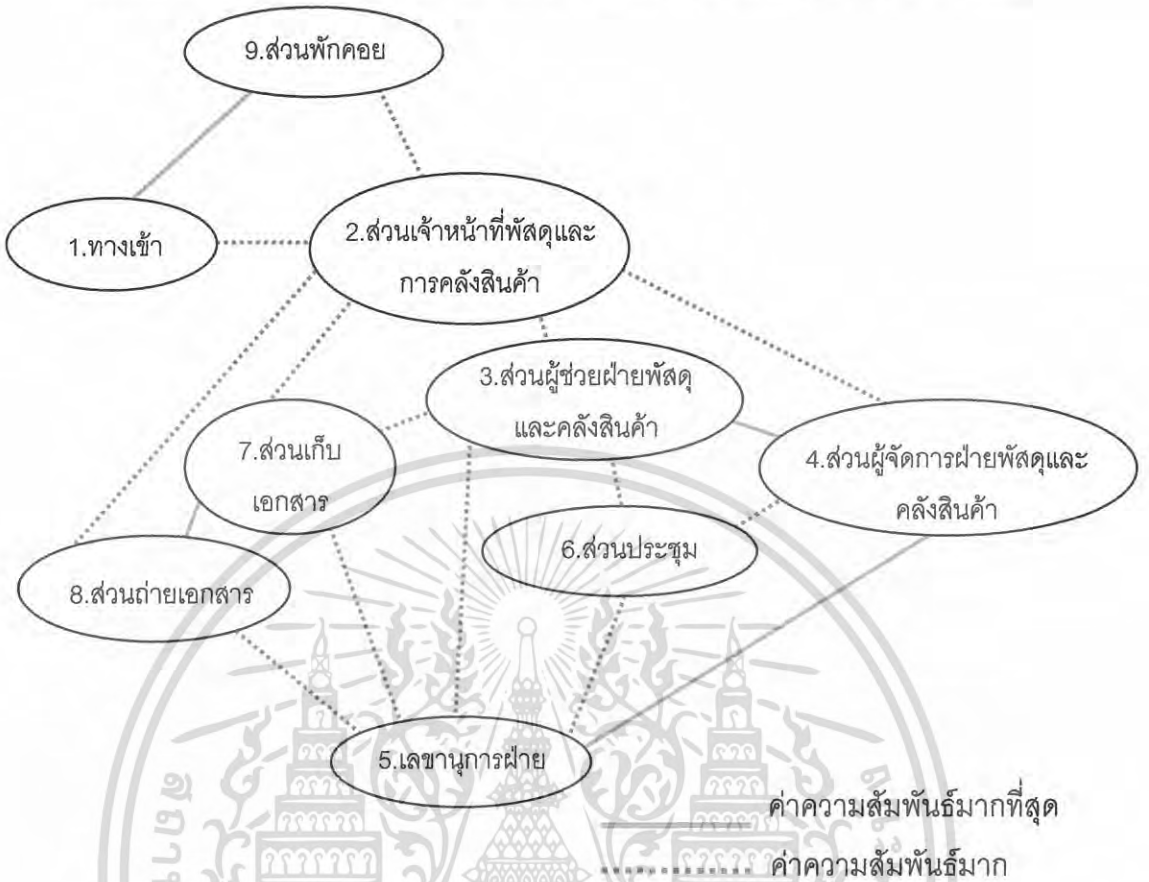 9.ส่วนพักคอย
1.ทางเข้า
2.ส่วนเจ้าหน้าที่พัสดุและ
การคลังสินค้า
3.ส่วนผู้ช่วยฝ่ายพัสดุ
และคลังสินค้า
4.ส่วนผู้จัดการฝ่ายพัสดุและ
คลังสินค้า
7.ส่วนเก็บ
เอกสาร
6.ส่วนประชุม
8.ส่วนถ่ายเอกสาร
5.เลขานุการฝ่าย
ค่าความสัมพันธ์มากที่สุด
ค่าความสัมพันธ์มาก